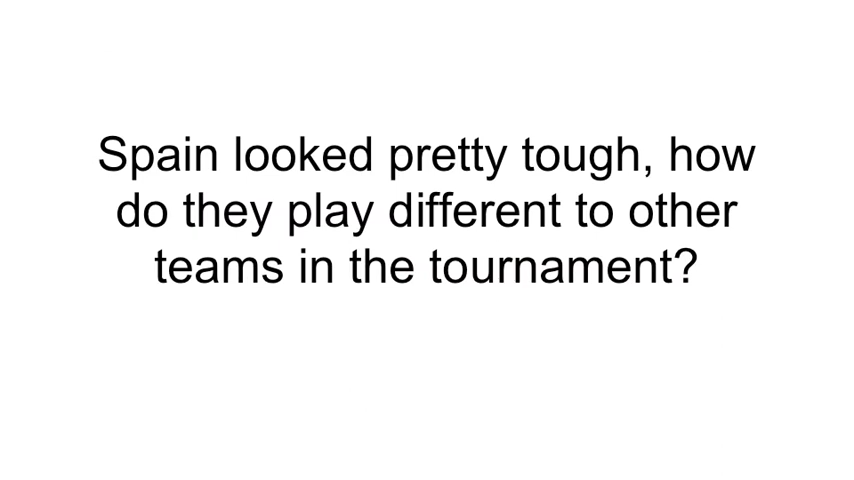 Spain looked pretty tough, how
do they play different to other
teams in the tournament?